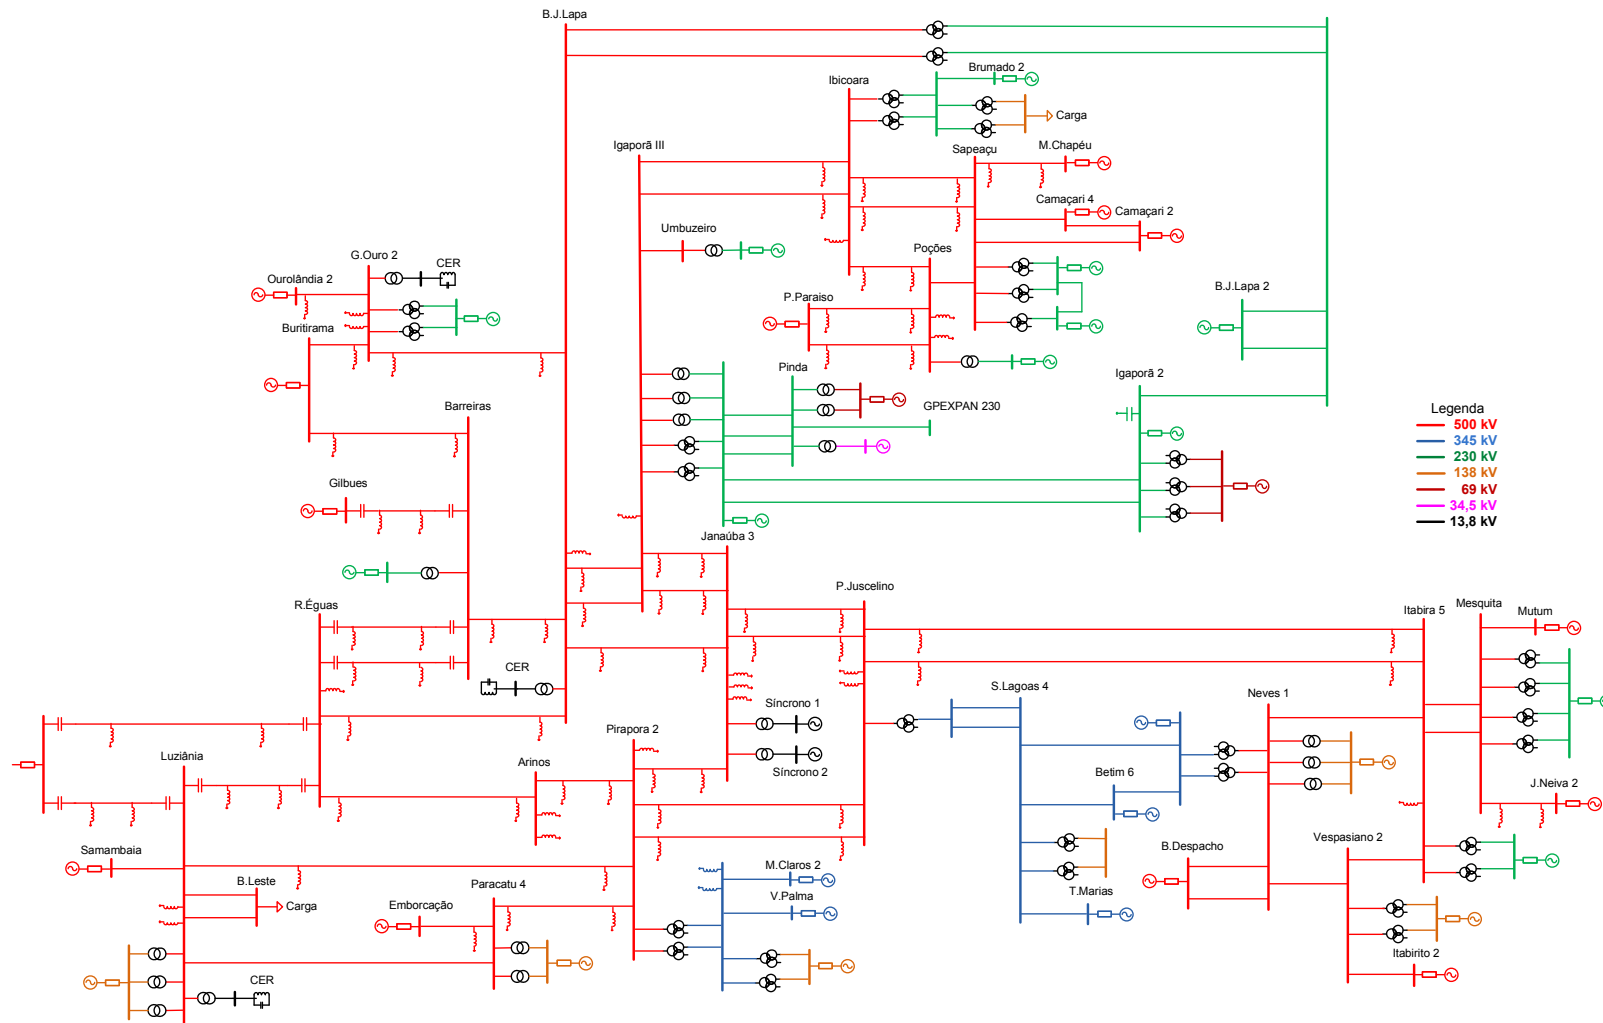 B.J.Lapa
Brumado 2
Ibicoara
Carga
Igaporã III
Sapeaçu
M.Chapéu
Camaçari 4
Camaçari 2
Umbuzeiro
Poções
G.Ouro 2
CER
Ourolândia 2
B.J.Lapa 2
P.Paraiso
Buritirama
Pinda
Igaporã 2
GPEXPAN 230
Barreiras
Legenda
500 kV
345 kV
230 kV
138 kV
69 kV
34,5 kV
13,8 kV
Gilbues
Janaúba 3
P.Juscelino
R.Éguas
Itabira 5
Mesquita
Mutum
CER
S.Lagoas 4
Neves 1
Síncrono 1
Pirapora 2
Luziânia
Arinos
Síncrono 2
Betim 6
J.Neiva 2
Samambaia
Vespasiano 2
B.Despacho
M.Claros 2
B.Leste
Paracatu 4
T.Marias
V.Palma
Carga
Emborcação
Itabirito 2
CER